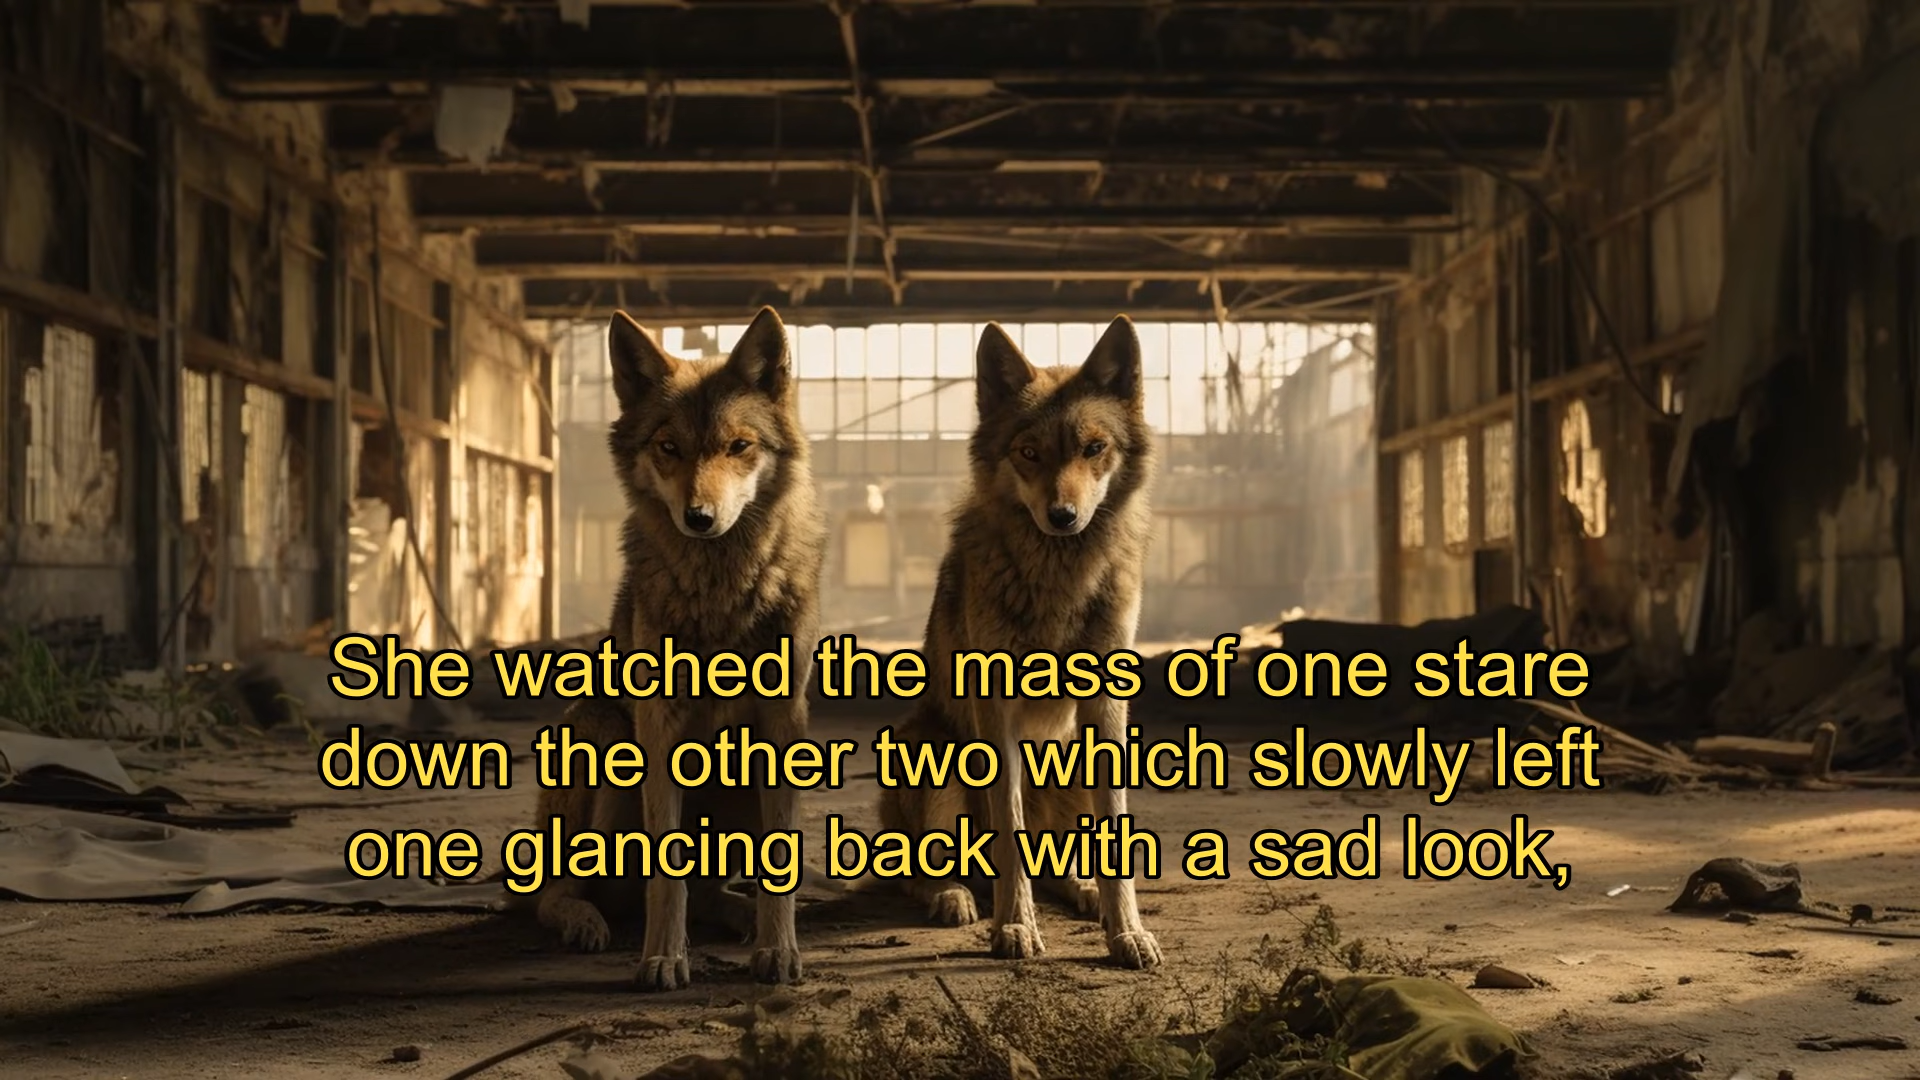 She watched the mass of one stare
down the other two which slowly left
one glancing back with a sad look,